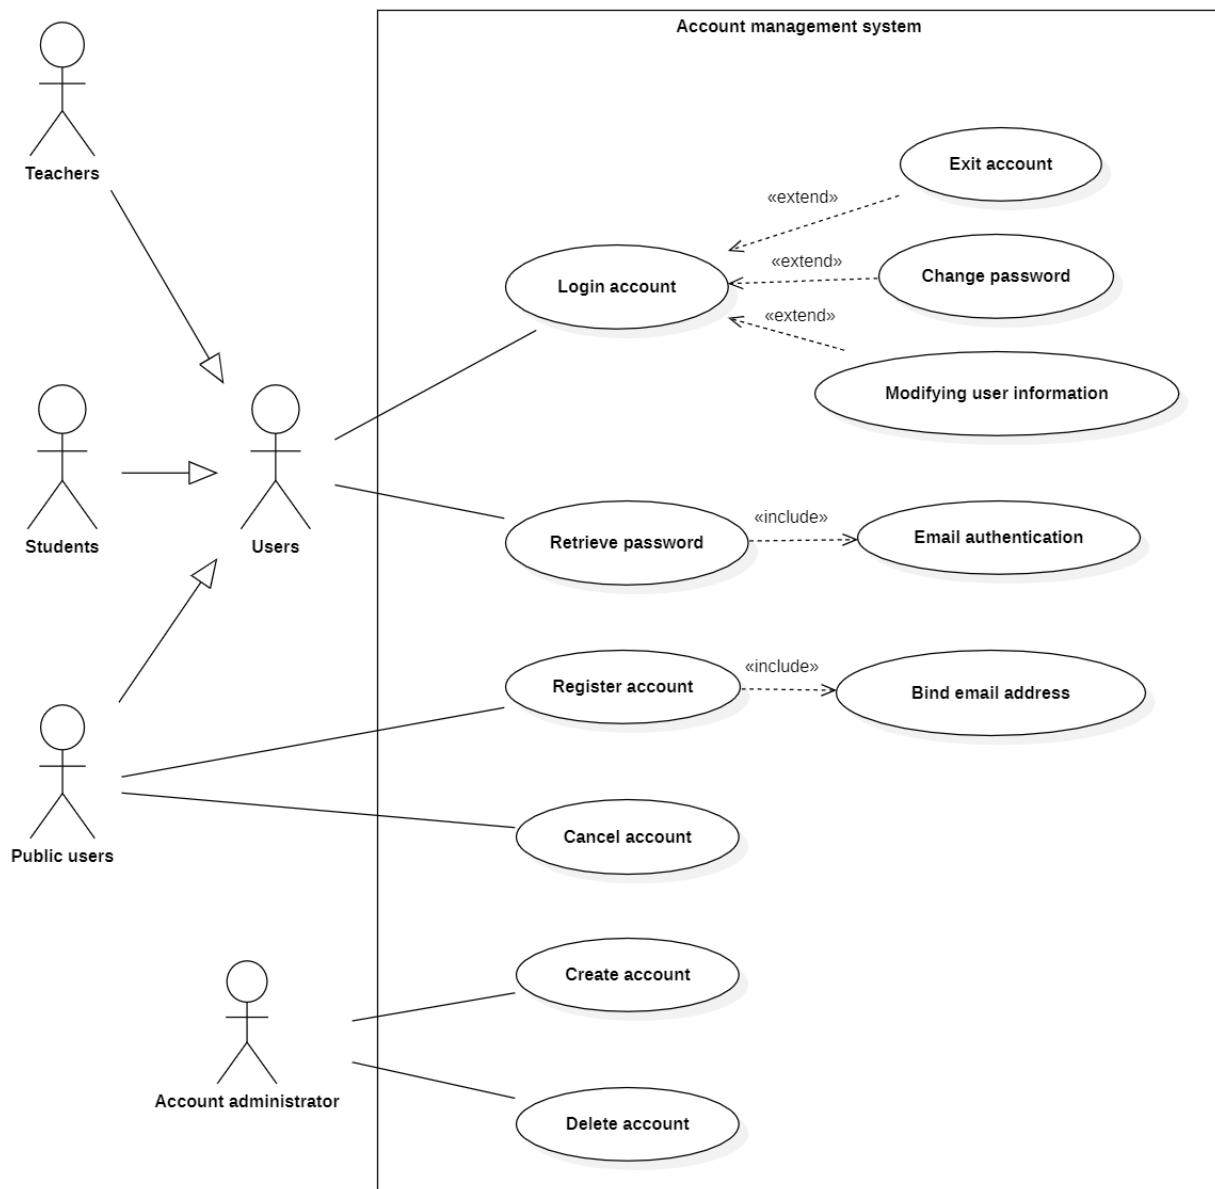 Account management system
Teachers
Exit account
«extend»
Login account
«extend»
Change password
«extend»
Modifying user information
Students
Users
Retrieve password
«include»
Email authentication
Register account
«include»
Bind email address
Public users
Cancel account
Create account
Account administrator
Delete account